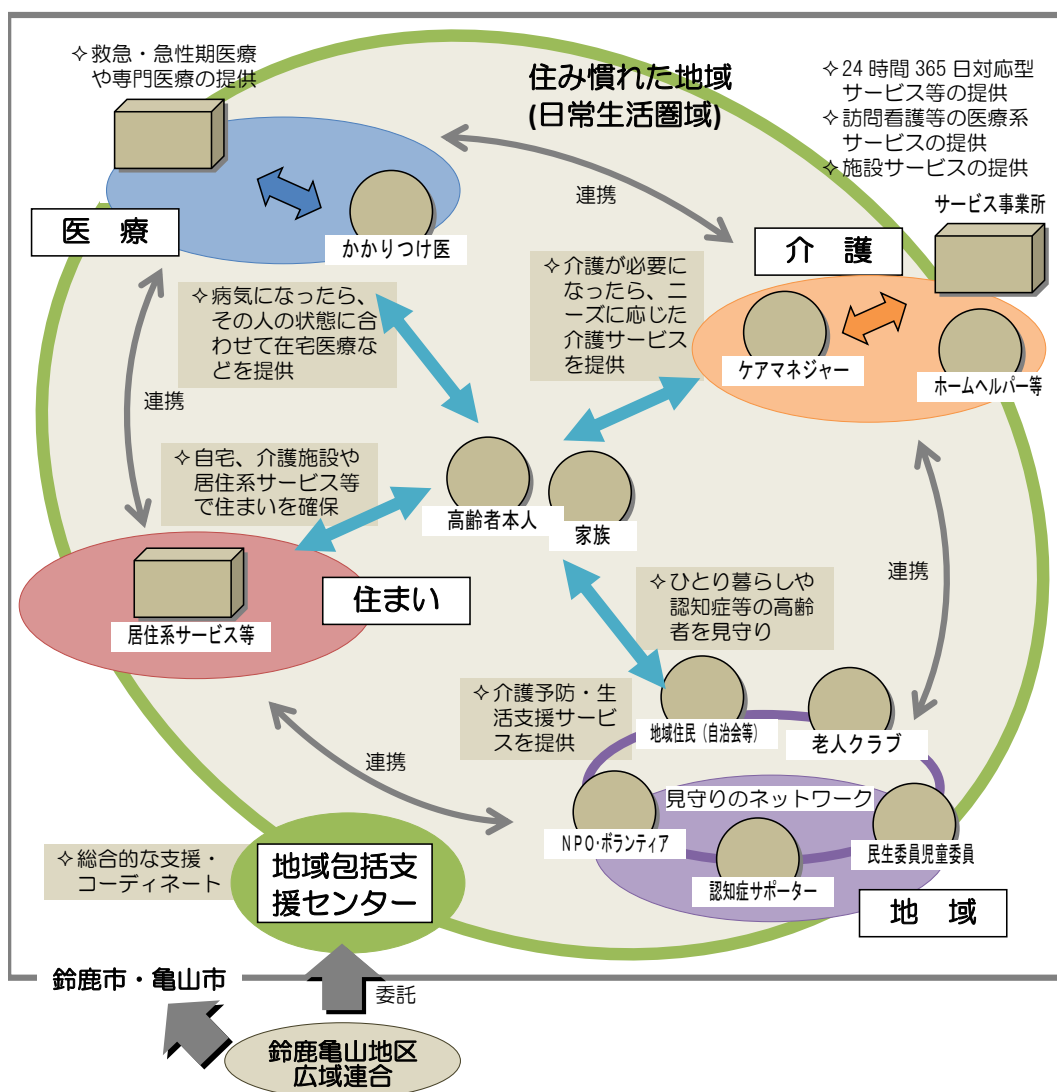 ✧救急・急性期医療
や専門医療の提供
住み慣れた地域
(日常生活圏域)
✧24時間365日対応型
サービス等の提供
✧訪問看護等の医療系
サービスの提供
✧施設サービスの提供
サービス事業所
連携
医 療
かかりつけ医
介 護
✧病気になったら、
その人の状態に合
わせて在宅医療な
どを提供
✧介護が必要に
なったら、ニ
ーズに応じた
介護サービス
を提供
ケアマネジャー
ホームヘルパー等
連携
✧自宅、介護施設や
居住系サービス等
で住まいを確保
高齢者本人
家族
住まい
居住系サービス等
✧ひとり暮らしや
認知症等の高齢
者を見守り
連携
✧介護予防・生
活支援サービ
スを提供
地域住民(自治会等)
老人クラブ
連携
見守りのネットワーク
NPO・ボランティア
民生委員児童委員
認知症サポーター
地 域
✧総合的な支援・
コーディネート
地域包括支
援センター
鈴鹿市・亀山市
委託
鈴鹿亀山地区
広域連合